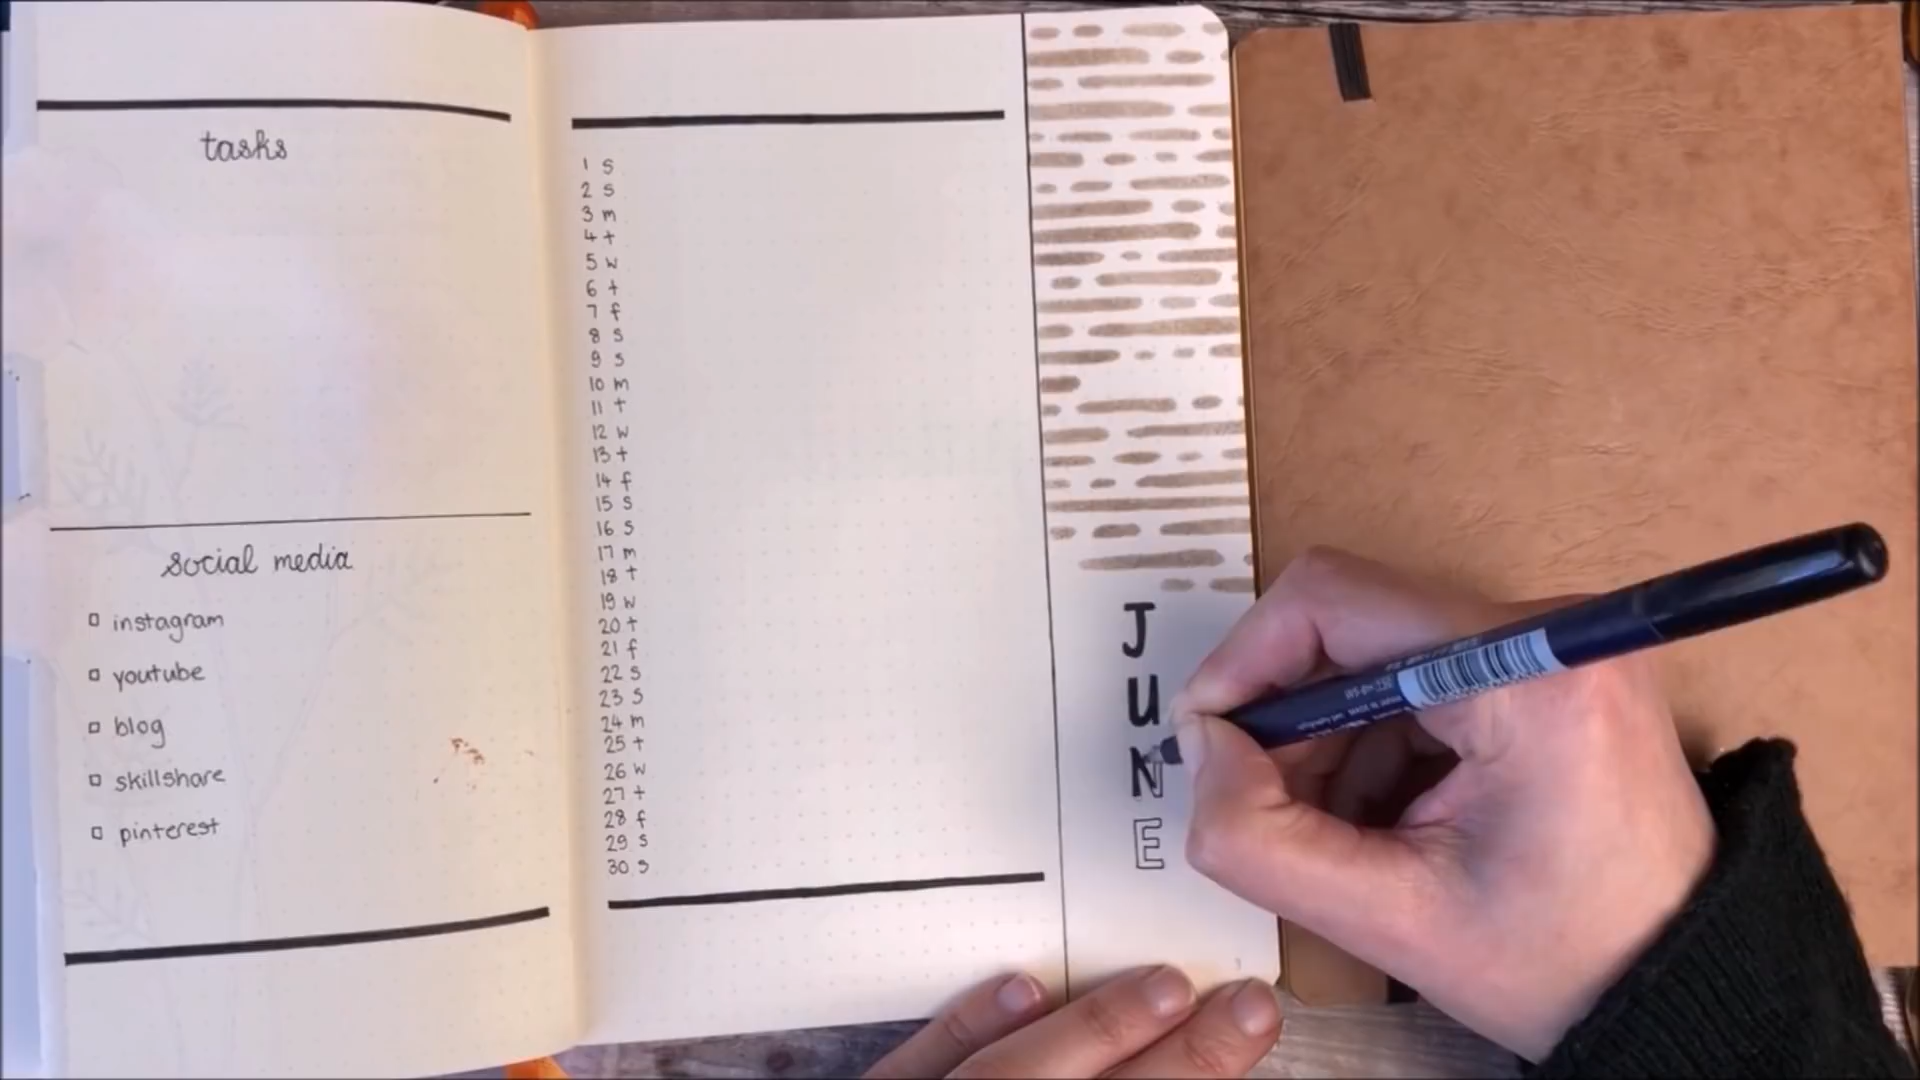 tasks
social media
instagram
youtube
blog
skillshare
pinterest
1 s
2 s
3 m
4 t
5 w
6 t
7 f
8 s
9 s
10 m
11 t
12 w
13 t
14 f
15 s
16 s
17 m
18 t
19 w
20 t
21 f
22 s
23 s
24 m
25 t
26 w
27 t
28 f
29 s
30 s
J
U
N
E